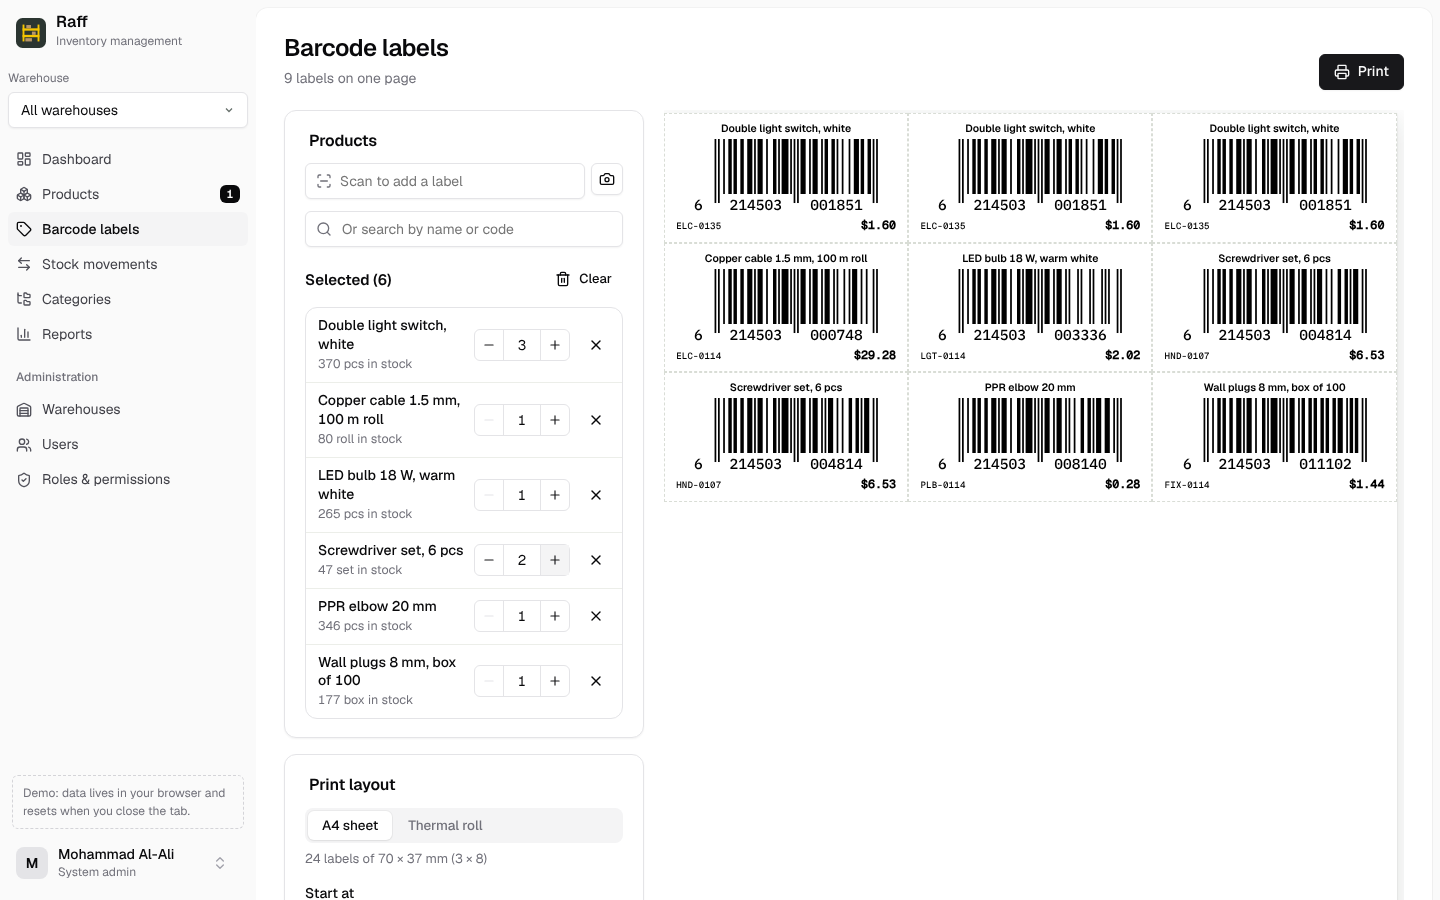 Raff
Inventory management
Warehouse
All warehouses
Dashboard
Products
1
Barcode labels
Stock movements
Categories
Reports
Administration
Warehouses
Users
Roles & permissions
Demo: data lives in your browser and
resets when you close the tab.
M
Mohammad Al-Ali
System admin
Barcode labels
9 labels on one page
Print
Products
Scan to add a label
Or search by name or code
Selected (6)
Clear
Double light switch,
white
370 pcs in stock
3
Copper cable 1.5 mm,
100 m roll
80 roll in stock
1
LED bulb 18 W, warm
white
265 pcs in stock
1
Screwdriver set, 6 pcs
47 set in stock
2
PPR elbow 20 mm
346 pcs in stock
1
Wall plugs 8 mm, box
of 100
177 box in stock
1
Print layout
A4 sheet
Thermal roll
24 labels of 70 × 37 mm (3 × 8)
Start at
Double light switch, white
6 214503 001851
ELC-0135 $1.60
Double light switch, white
6 214503 001851
ELC-0135 $1.60
Double light switch, white
6 214503 001851
ELC-0135 $1.60
Copper cable 1.5 mm, 100 m roll
6 214503 000748
ELC-0114 $29.28
LED bulb 18 W, warm white
6 214503 003336
LGT-0114 $2.02
Screwdriver set, 6 pcs
6 214503 004814
HND-0107 $6.53
Screwdriver set, 6 pcs
6 214503 004814
HND-0107 $6.53
PPR elbow 20 mm
6 214503 008140
PLB-0114 $0.28
Wall plugs 8 mm, box of 100
6 214503 011102
FIX-0114 $1.44